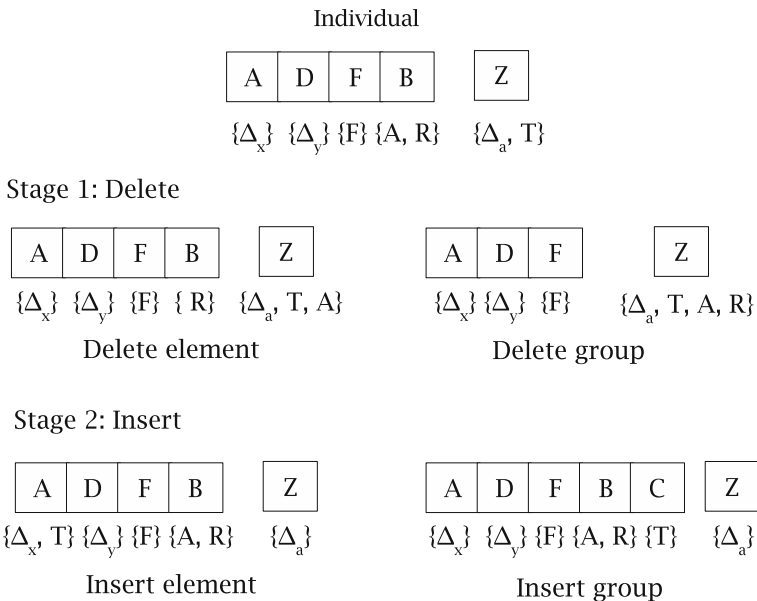 Individual
A D F B Z
{Δx} {Δy} {F} {A, R} {Δa, T}
Stage 1: Delete
A D F B Z A D F Z
{Δx} {Δy} {F} { R} {Δa, T, A} {Δx} {Δy} {F} {Δa, T, A, R}
Delete element Delete group
Stage 2: Insert
A D F B Z A D F B C Z
{Δx, T} {Δy} {F} {A, R} {Δa} {Δx} {Δy} {F} {A, R} {T} {Δa}
Insert element Insert group